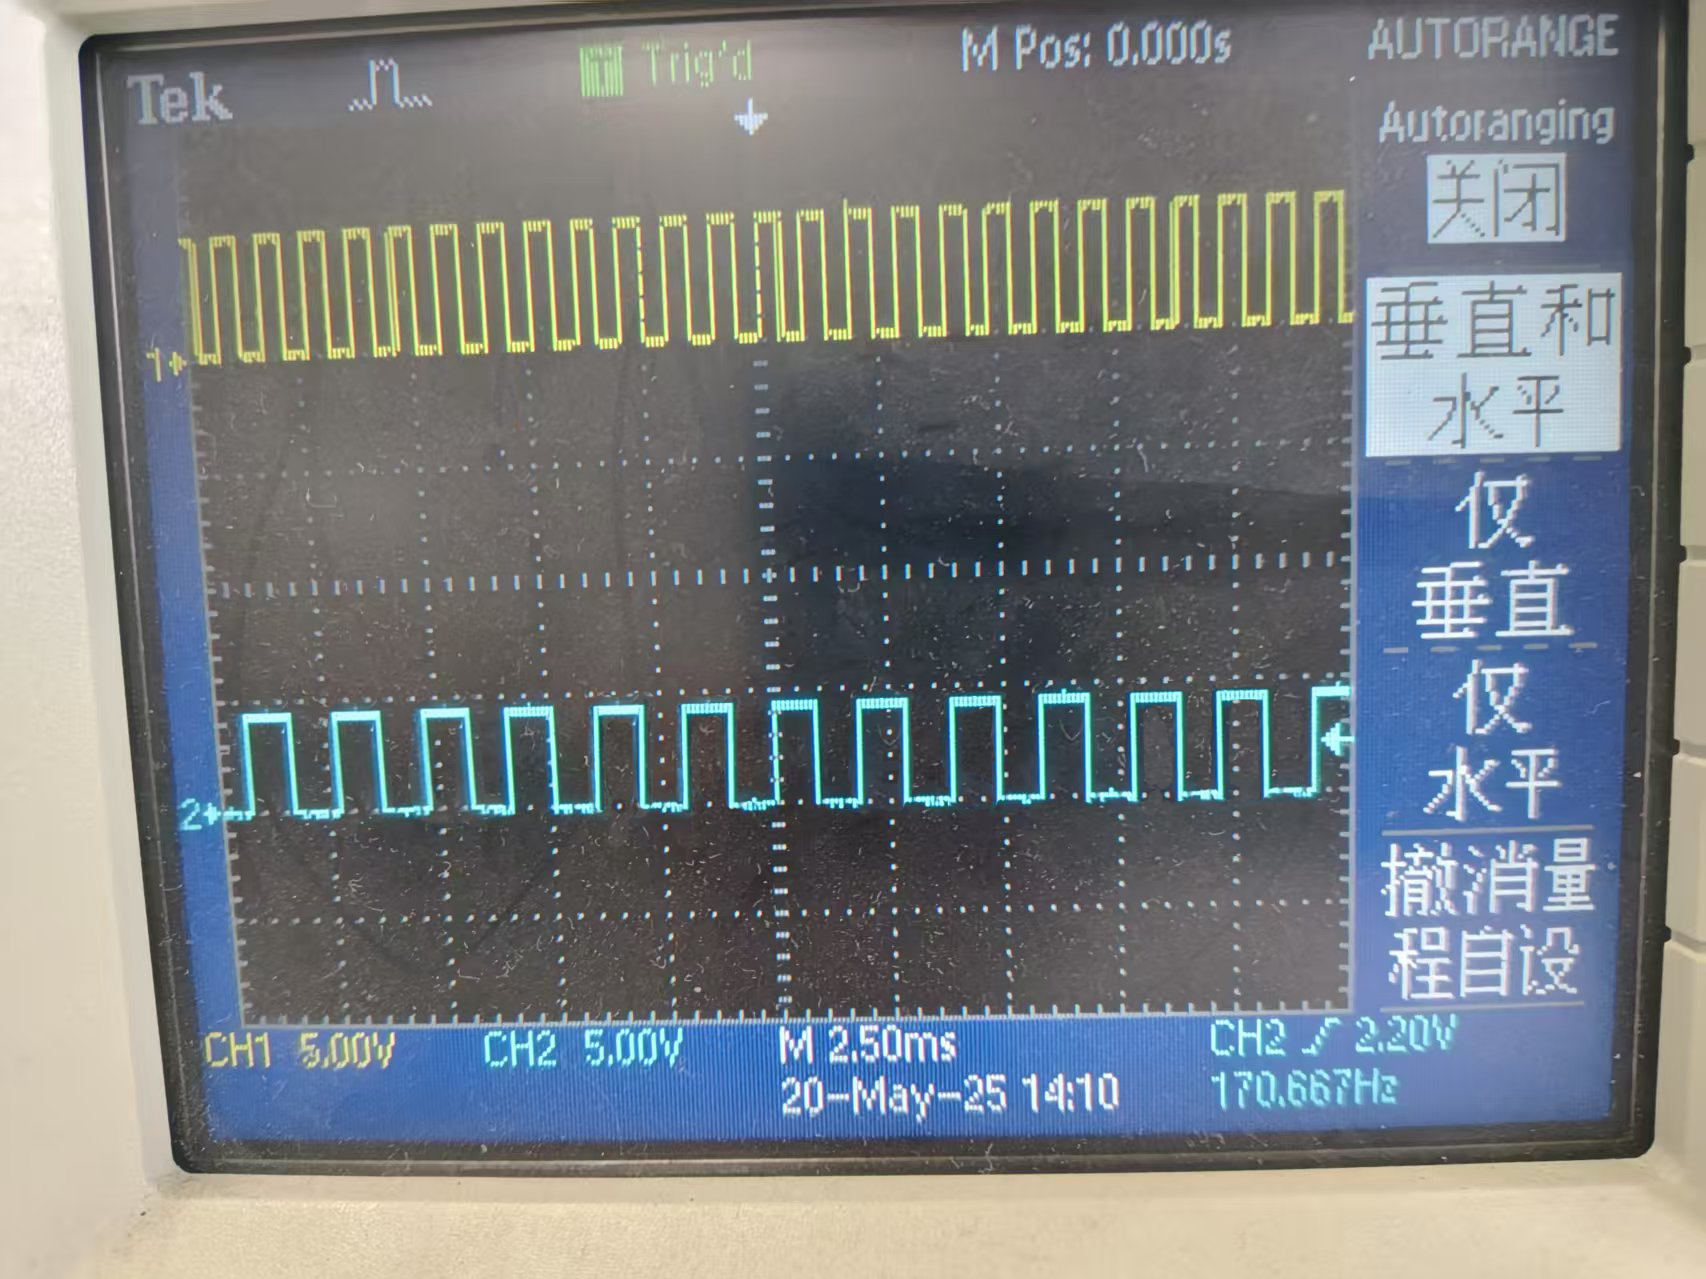 Tek
Trig'd
M Pos: 0.000s
AUTORANGE
Autoranging
关闭
垂直和
水平
仅
垂直
仅
水平
撤消量
程自设
1
2
CH1 5.00V
CH2 5.00V
M 2.50ms
CH2 2.20V
20-May-25 14:10
170.667Hz